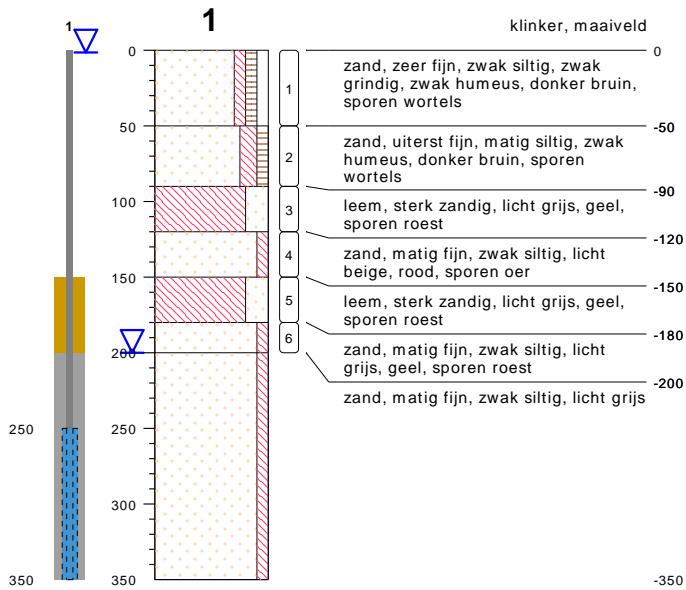 1
1
klinker, maaiveld
0
0
zand, zeer fijn, zwak siltig, zwak
grindig, zwak humeus, donker bruin,
sporen wortels
1
50
-50
zand, uiterst fijn, matig siltig, zwak
humeus, donker bruin, sporen
wortels
2
-90
100
3
leem, sterk zandig, licht grijs, geel,
sporen roest
-120
4
zand, matig fijn, zwak siltig, licht
beige, rood, sporen oer
150
-150
5
leem, sterk zandig, licht grijs, geel,
sporen roest
-180
6
zand, matig fijn, zwak siltig, licht
grijs, geel, sporen roest
200
-200
zand, matig fijn, zwak siltig, licht grijs
250
250
300
350
350
-350